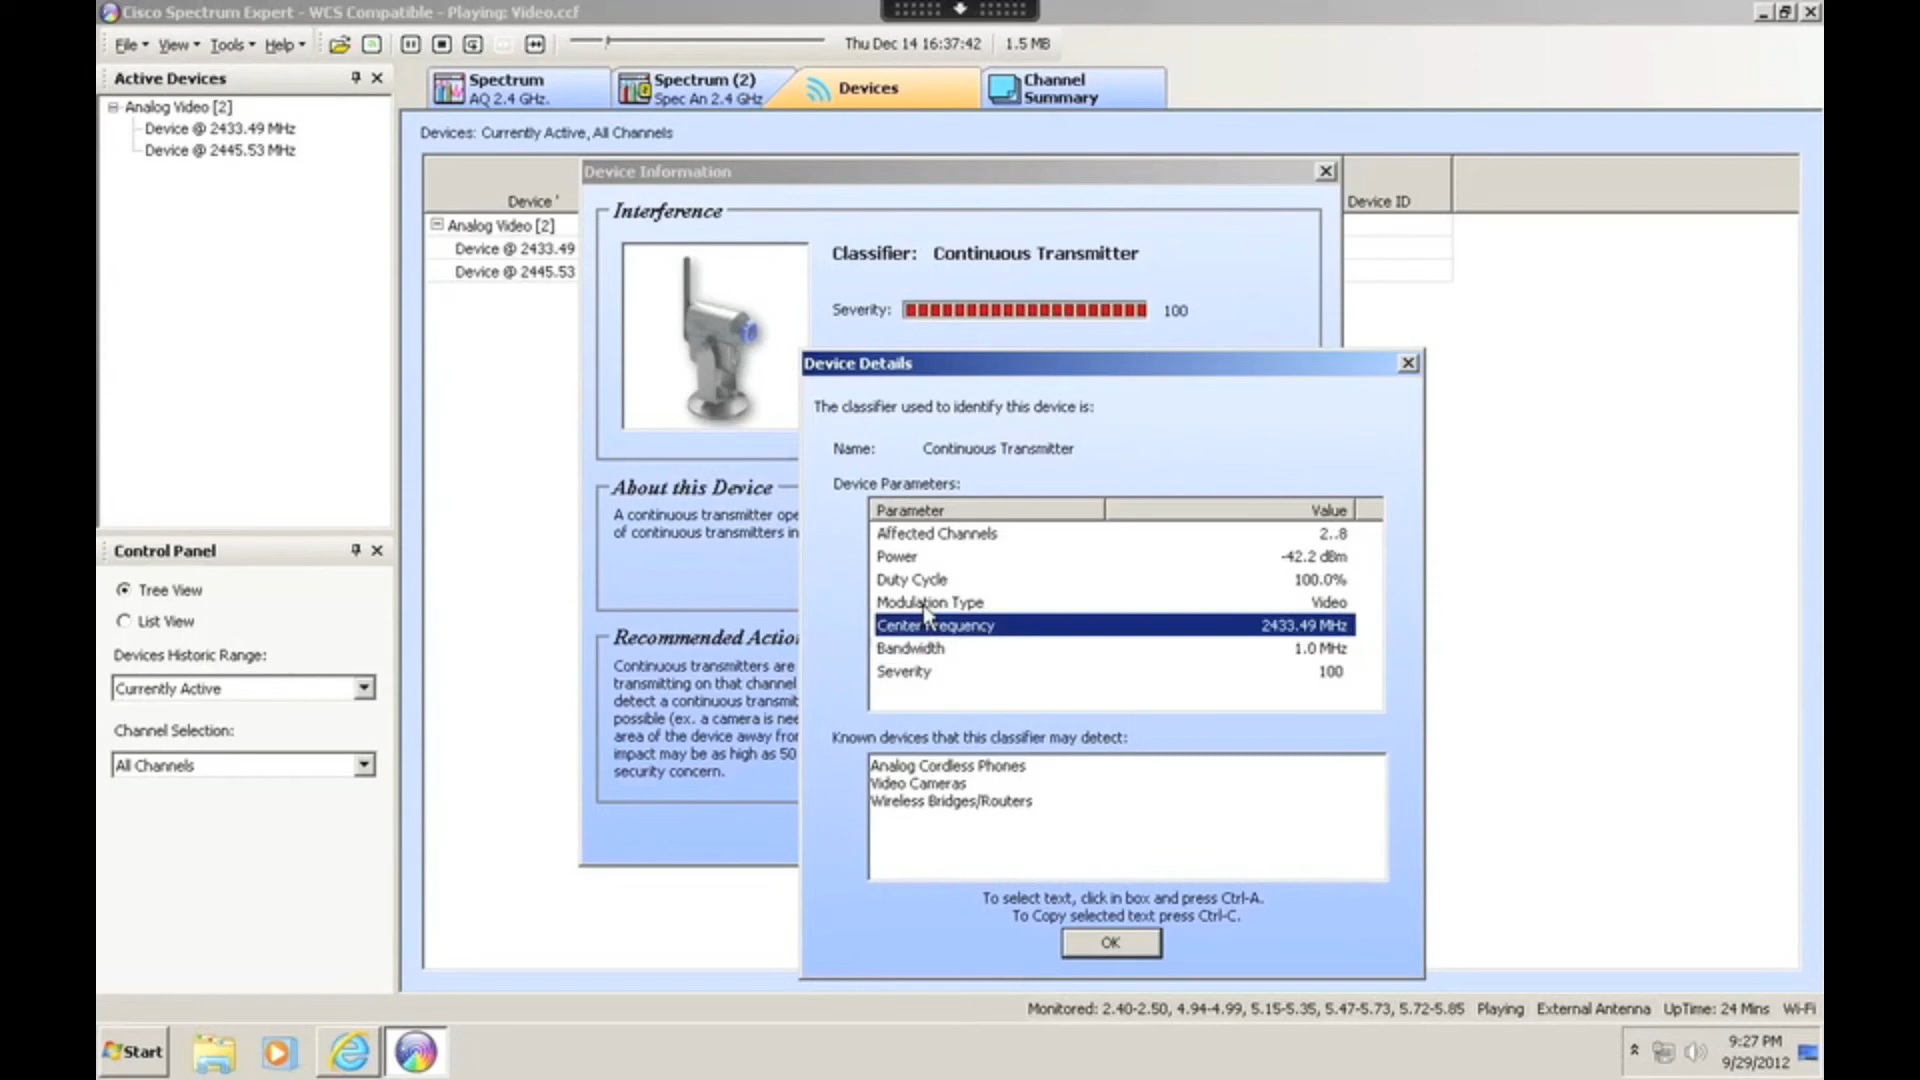 Cisco Spectrum Expert - WCS Compatible - Playing: Video.ccf
File View Tools Help Thu Dec 14 16:37:42 1.5 MB
Active Devices
Analog Video [2]
Device @ 2433.49 MHz
Device @ 2445.53 MHz
Spectrum
AQ 2.4 GHz.
Spectrum (2)
Spec An 2.4 GHz
Devices
Channel
Summary
Devices: Currently Active, All Channels
Device '
Device ID
Analog Video [2]
Device @ 2433.49
Device @ 2445.53
Device Information
Interference
Classifier: Continuous Transmitter
Severity: 100
About this Device
A continuous transmitter ope
of continuous transmitters in
Recommended Action
Continuous transmitters are
transmitting on that channel
detect a continuous transmit
possible (ex. a camera is nee
area of the device away from
impact may be as high as 50
security concern.
Device Details
The classifier used to identify this device is:
Name: Continuous Transmitter
Device Parameters:
Parameter Value
Affected Channels 2..8
Power -42.2 dBm
Duty Cycle 100.0%
Modulation Type Video
Center Frequency 2433.49 MHz
Bandwidth 1.0 MHz
Severity 100
Known devices that this classifier may detect:
Analog Cordless Phones
Video Cameras
Wireless Bridges/Routers
To select text, click in box and press Ctrl-A.
To Copy selected text press Ctrl-C.
OK
Control Panel
Tree View
List View
Devices Historic Range:
Currently Active
Channel Selection:
All Channels
Monitored: 2.40-2.50, 4.94-4.99, 5.15-5.35, 5.47-5.73, 5.72-5.85 Playing External Antenna UpTime: 24 Mins Wi-Fi
Start
9:27 PM
9/29/2012